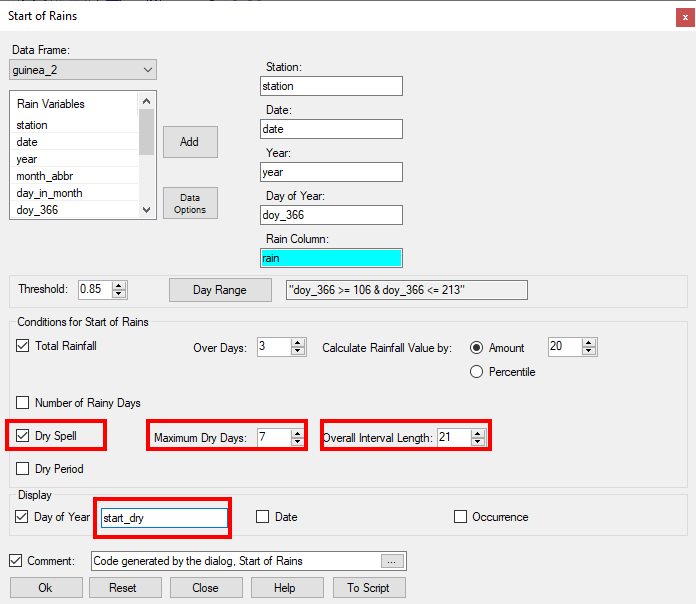 Start of Rains
x
Data Frame:
guinea_2
Rain Variables
station
date
year
month_abbr
day_in_month
doy_366
Add
Data
Options
Station:
station
Date:
date
Year:
year
Day of Year:
doy_366
Rain Column:
rain
Threshold: 0.85 Day Range "doy_366 >= 106 & doy_366 <= 213"
Conditions for Start of Rains
Total Rainfall Over Days: 3 Calculate Rainfall Value by: Amount 20
Percentile
Number of Rainy Days
Dry Spell Maximum Dry Days: 7 Overall Interval Length: 21
Dry Period
Display
Day of Year start_dry Date Occurrence
Comment: Code generated by the dialog, Start of Rains ...
Ok Reset Close Help To Script